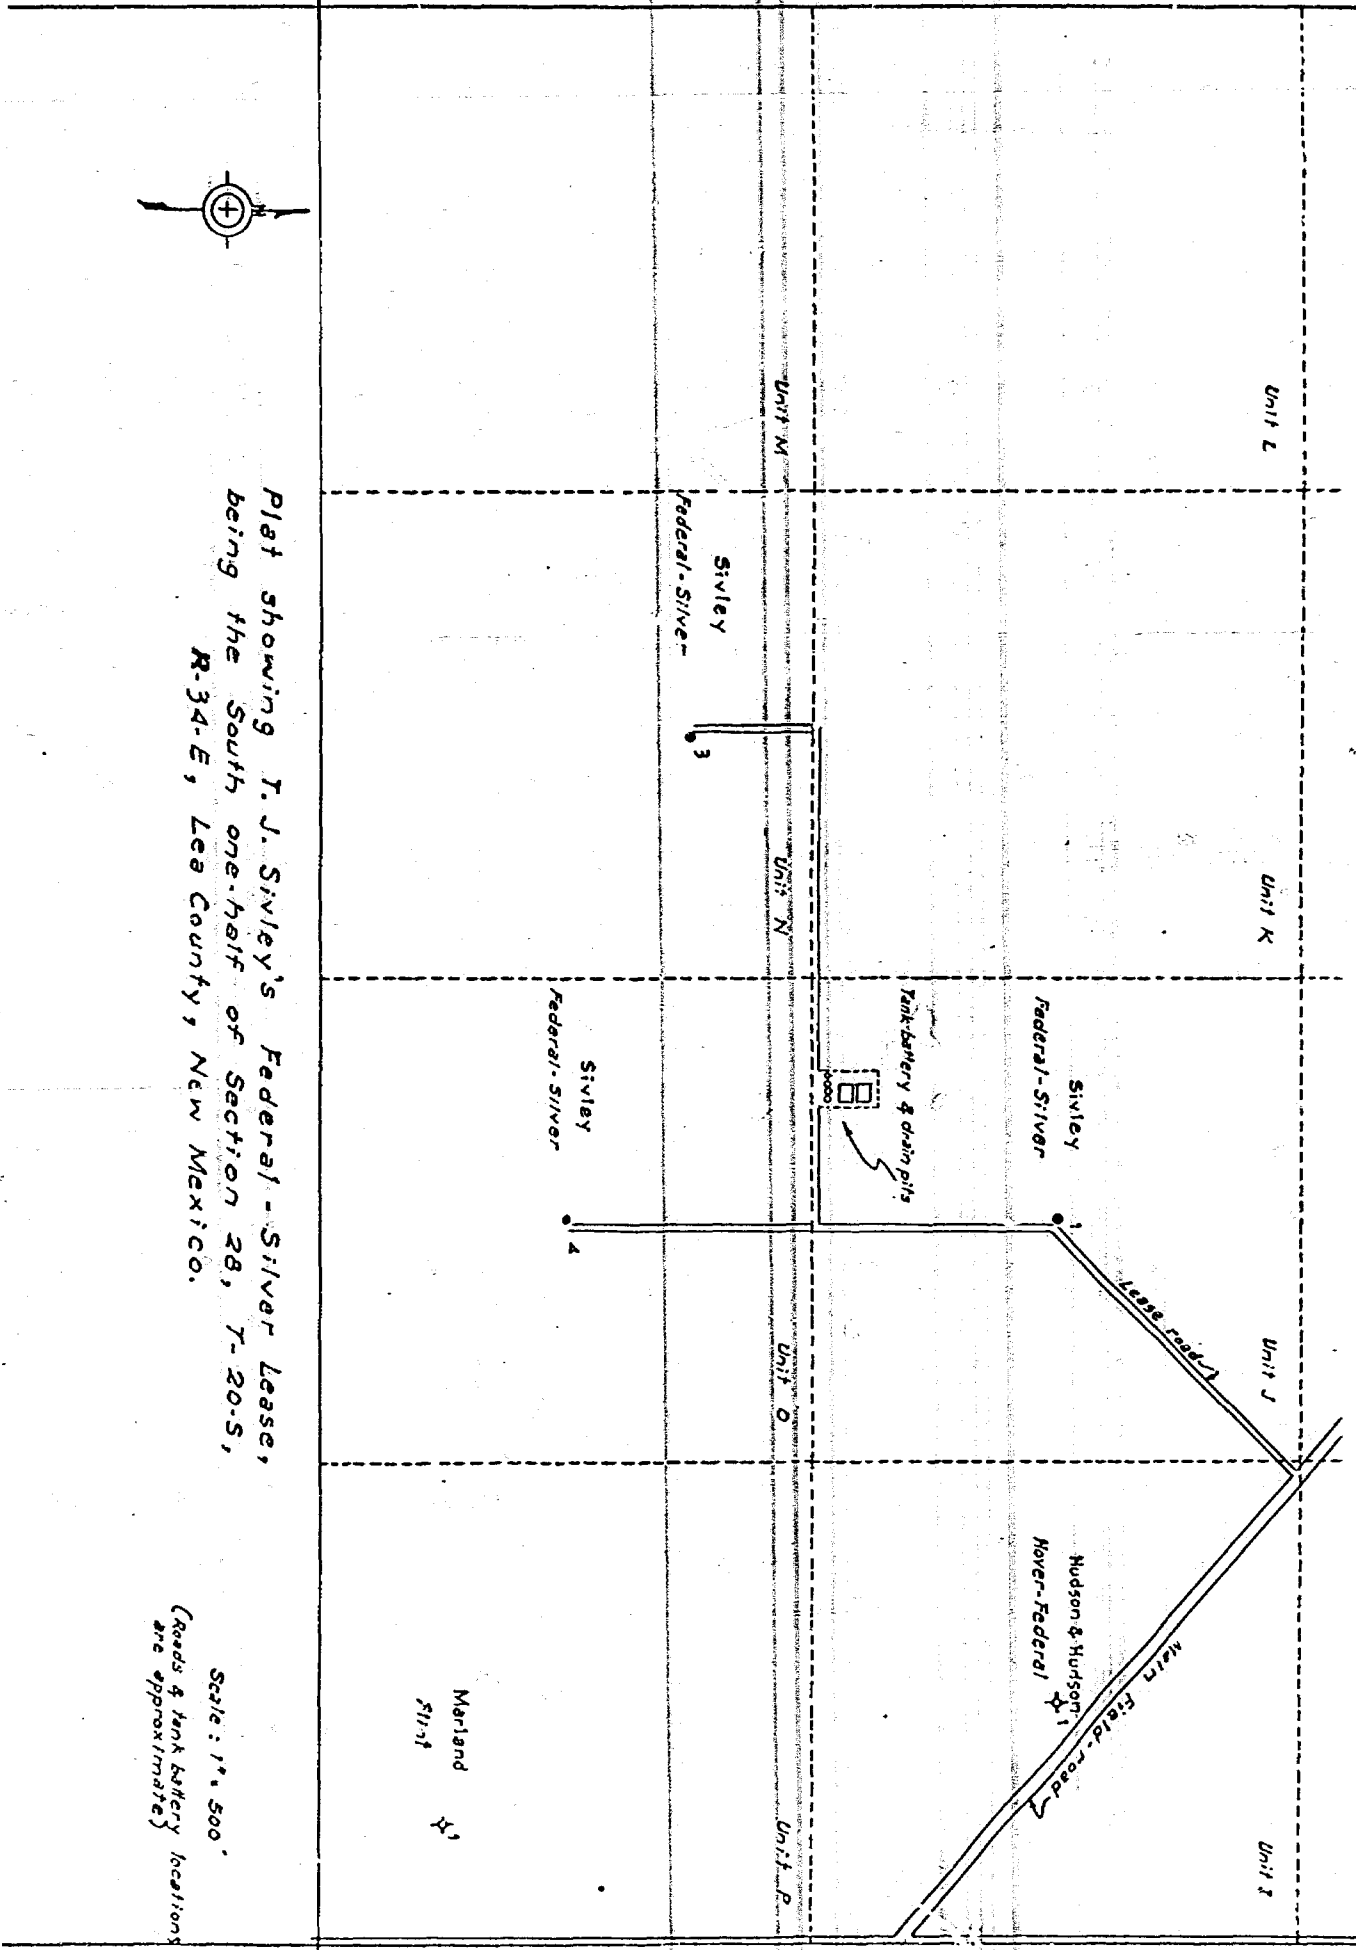 Unit L
Unit K
Unit J
Unit I
Sivley
Federal-Silver
1
Lease road
Hudson & Hudson
Hover-Federal
1
Main Field-road
Tank-battery & drain pits
Unit M
Unit N
Unit O
Unit P
Sivley
Federal-Silver
3
Sivley
Federal-Silver
4
Marland
Flint
1
N
Plat showing T. J. Sivley's Federal-Silver Lease,
being the South one-half of Section 28, T-20-S,
R-34-E, Lea County, New Mexico.
Scale: 1" = 500'
(Roads & tank battery locations
are approximate)